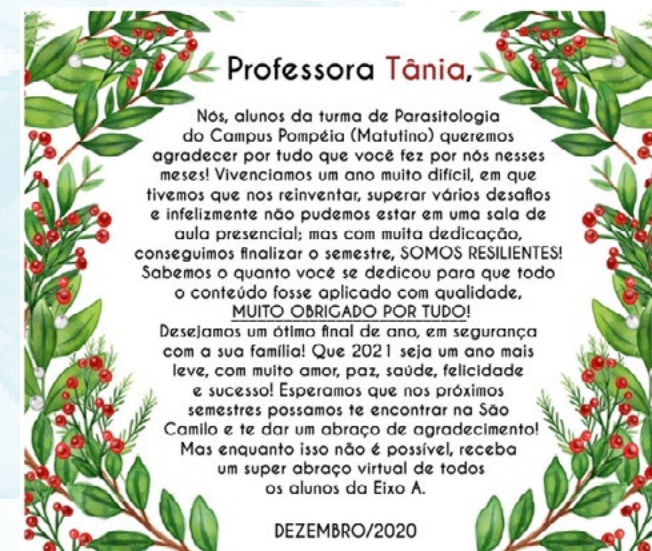 Professora Tânia,
Nós, alunos da turma de Parasitologia
do Campus Pompéia (Matutino) queremos
agradecer por tudo que você fez por nós nesses
meses! Vivenciamos um ano muito difícil, em que
tivemos que nos reinventar, superar vários desafios
e infelizmente não pudemos estar em uma sala de
aula presencial; mas com muita dedicação,
conseguimos finalizar o semestre, SOMOS RESILIENTES!
Sabemos o quanto você se dedicou para que todo
o conteúdo fosse aplicado com qualidade,
MUITO OBRIGADO POR TUDO!
Desejamos um ótimo final de ano, em segurança
com a sua família! Que 2021 seja um ano mais
leve, com muito amor, paz, saúde, felicidade
e sucesso! Esperamos que nos próximos
semestres possamos te encontrar na São
Camilo e te dar um abraço de agradecimento!
Mas enquanto isso não é possível, receba
um super abraço virtual de todos
os alunos da Eixo A.
DEZEMBRO/2020